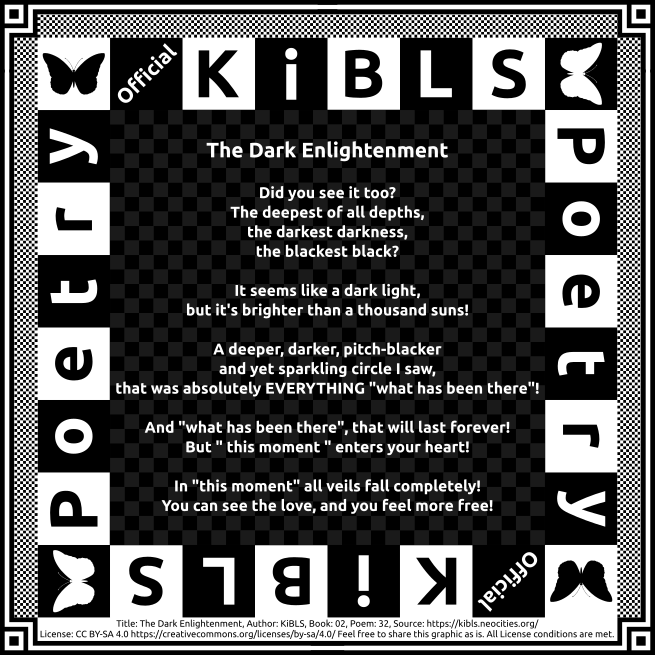 Official KiBLS
Poetry
Poetry
The Dark Enlightenment
Did you see it too?
The deepest of all depths,
the darkest darkness,
the blackest black?
It seems like a dark light,
but it's brighter than a thousand suns!
A deeper, darker, pitch-blacker
and yet sparkling circle I saw,
that was absolutely EVERYTHING "what has been there"!
And "what has been there", that will last forever!
But " this moment " enters your heart!
In "this moment" all veils fall completely!
You can see the love, and you feel more free!
Official KiBLS
Title: The Dark Enlightenment, Author: KiBLS, Book: 02, Poem: 32, Source: https://kibls.neocities.org/
License: CC BY-SA 4.0 https://creativecommons.org/licenses/by-sa/4.0/ Feel free to share this graphic as is. All License conditions are met.